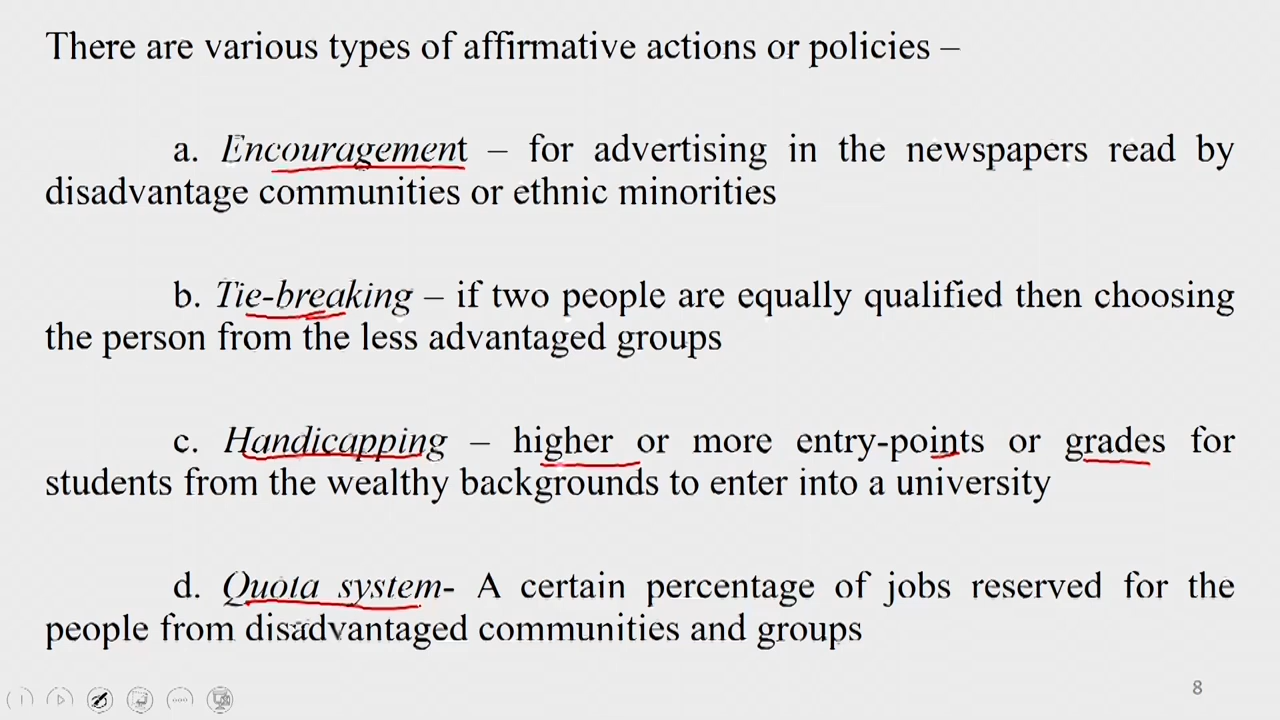 There are various types of affirmative actions or policies –
a. Encouragement – for advertising in the newspapers read by
disadvantage communities or ethnic minorities
b. Tie-breaking – if two people are equally qualified then choosing
the person from the less advantaged groups
c. Handicapping – higher or more entry-points or grades for
students from the wealthy backgrounds to enter into a university
d. Quota system- A certain percentage of jobs reserved for the
people from disadvantaged communities and groups
8